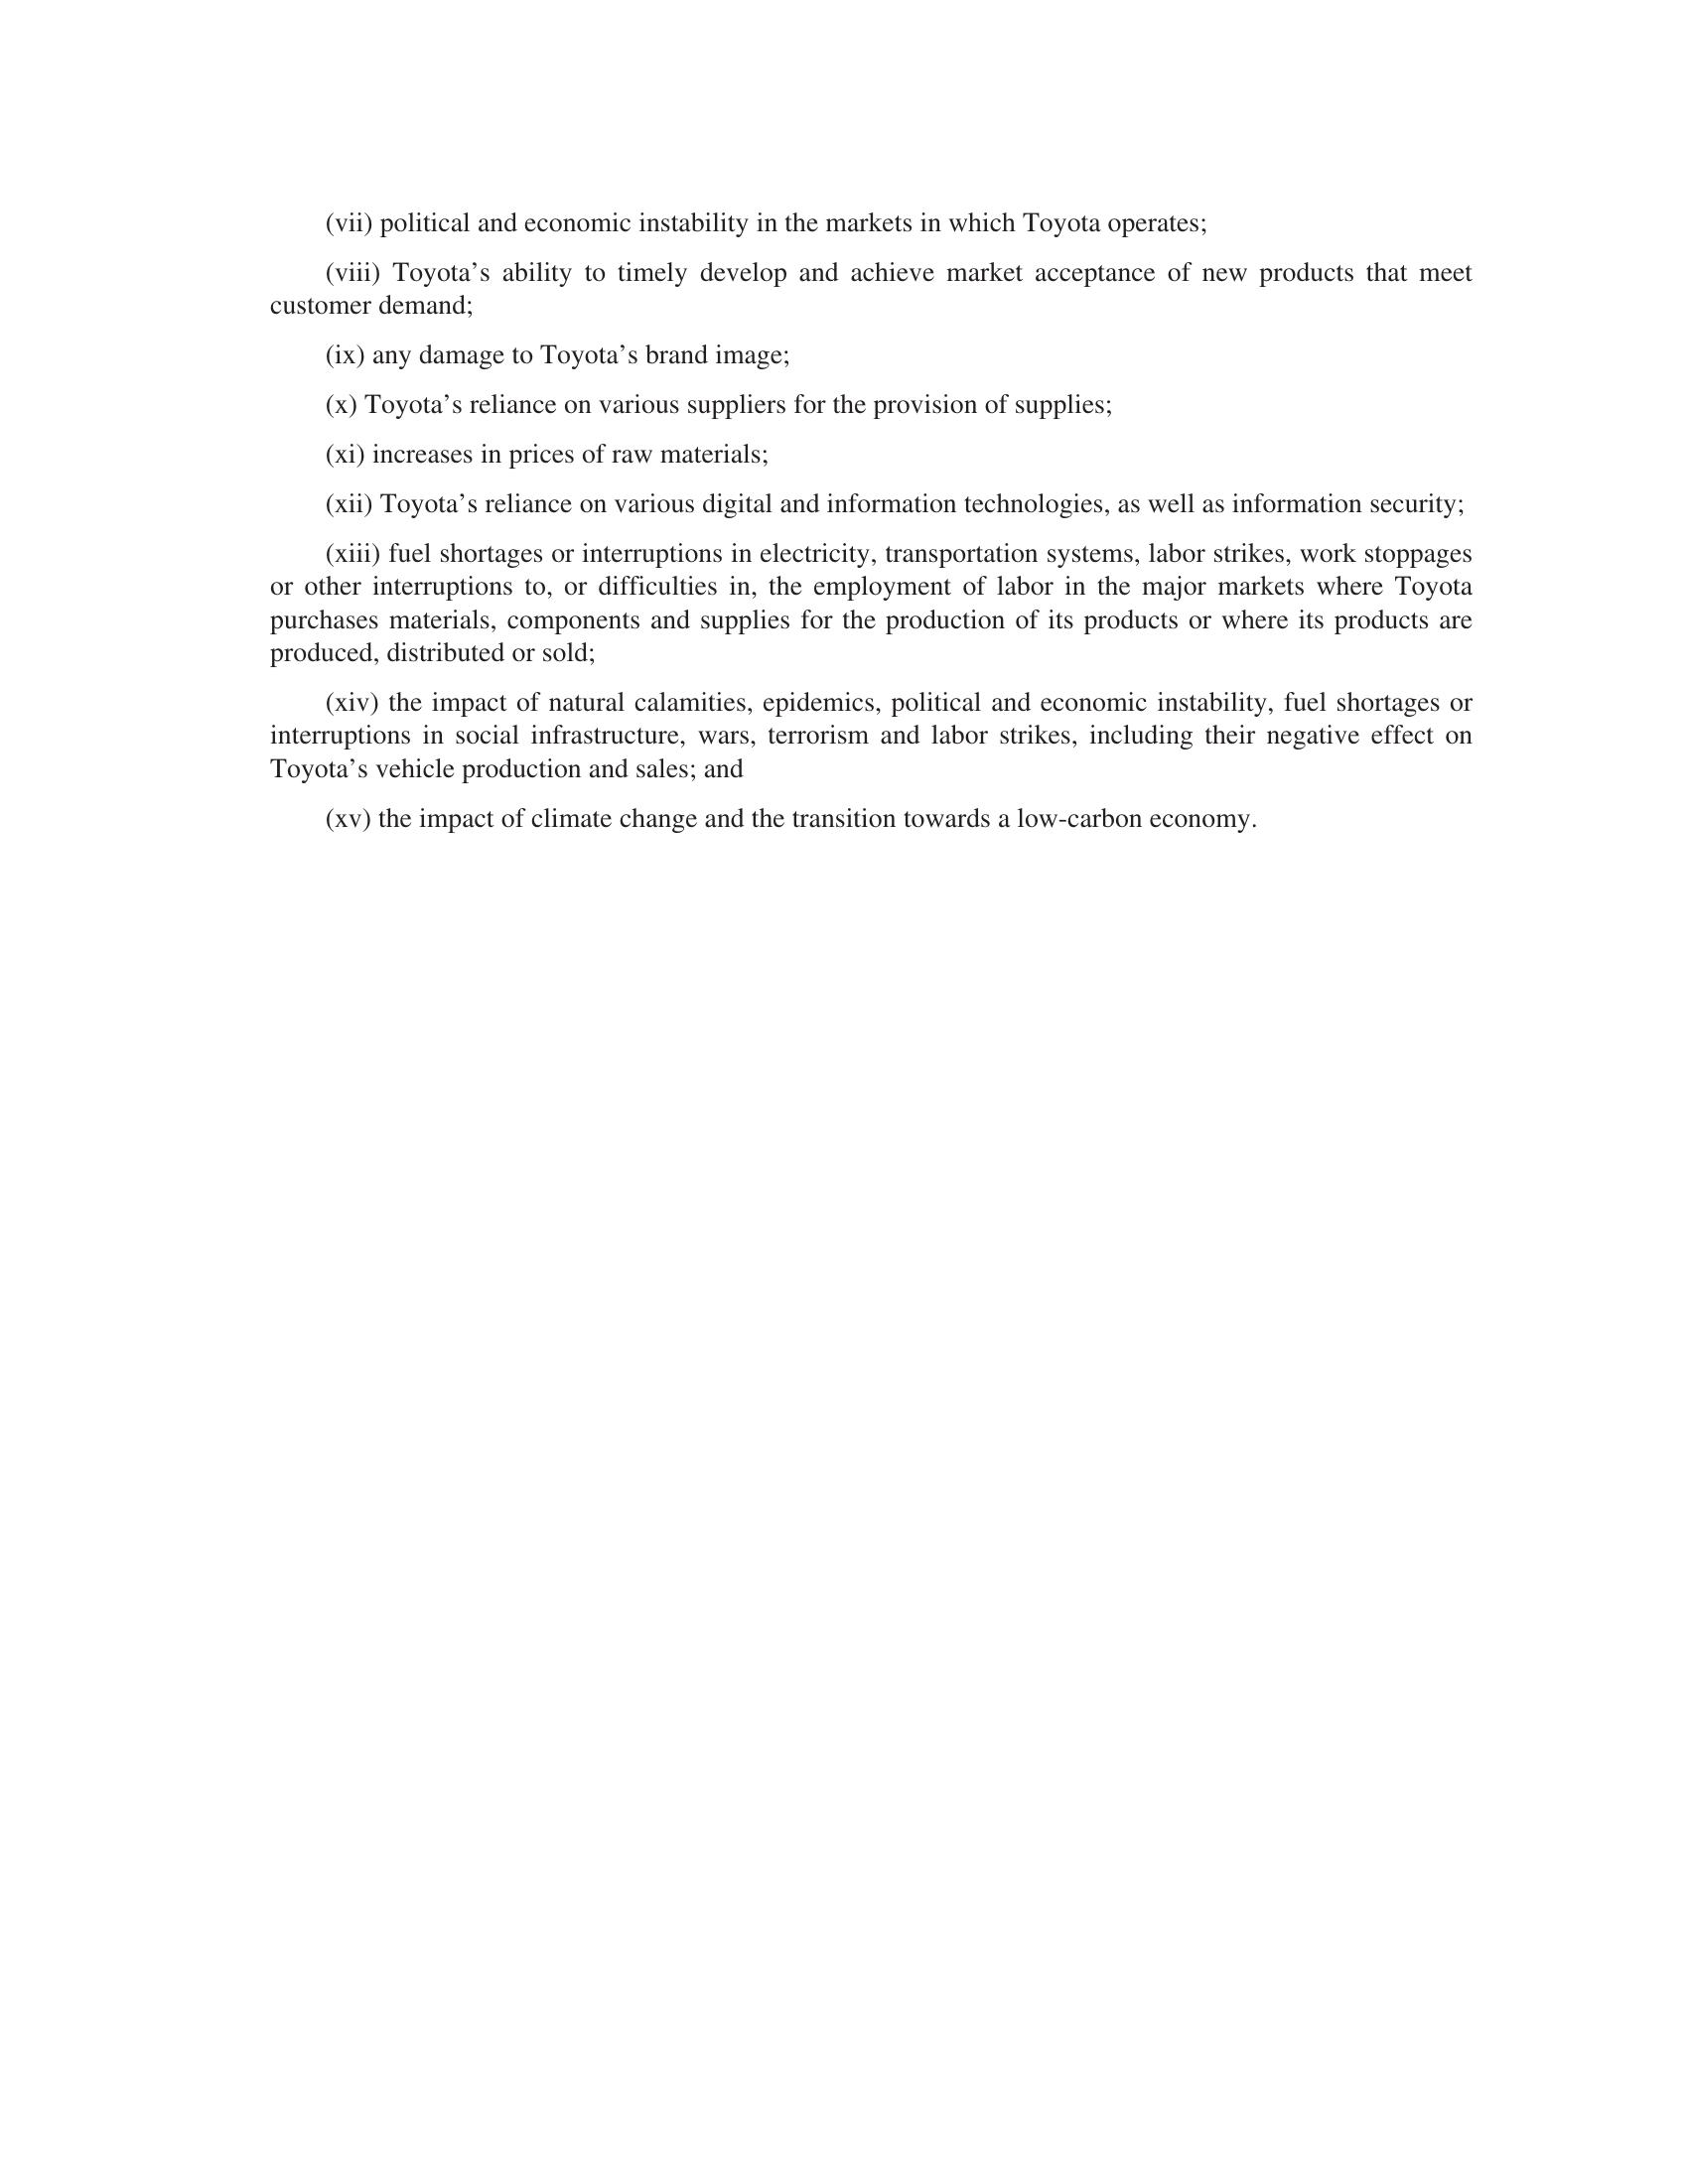 (vii) political and economic instability in the markets in which Toyota operates;
(viii) Toyota’s ability to timely develop and achieve market acceptance of new products that meet
customer demand;
(ix) any damage to Toyota’s brand image;
(x) Toyota’s reliance on various suppliers for the provision of supplies;
(xi) increases in prices of raw materials;
(xii) Toyota’s reliance on various digital and information technologies, as well as information security;
(xiii) fuel shortages or interruptions in electricity, transportation systems, labor strikes, work stoppages
or other interruptions to, or difficulties in, the employment of labor in the major markets where Toyota
purchases materials, components and supplies for the production of its products or where its products are
produced, distributed or sold;
(xiv) the impact of natural calamities, epidemics, political and economic instability, fuel shortages or
interruptions in social infrastructure, wars, terrorism and labor strikes, including their negative effect on
Toyota’s vehicle production and sales; and
(xv) the impact of climate change and the transition towards a low-carbon economy.